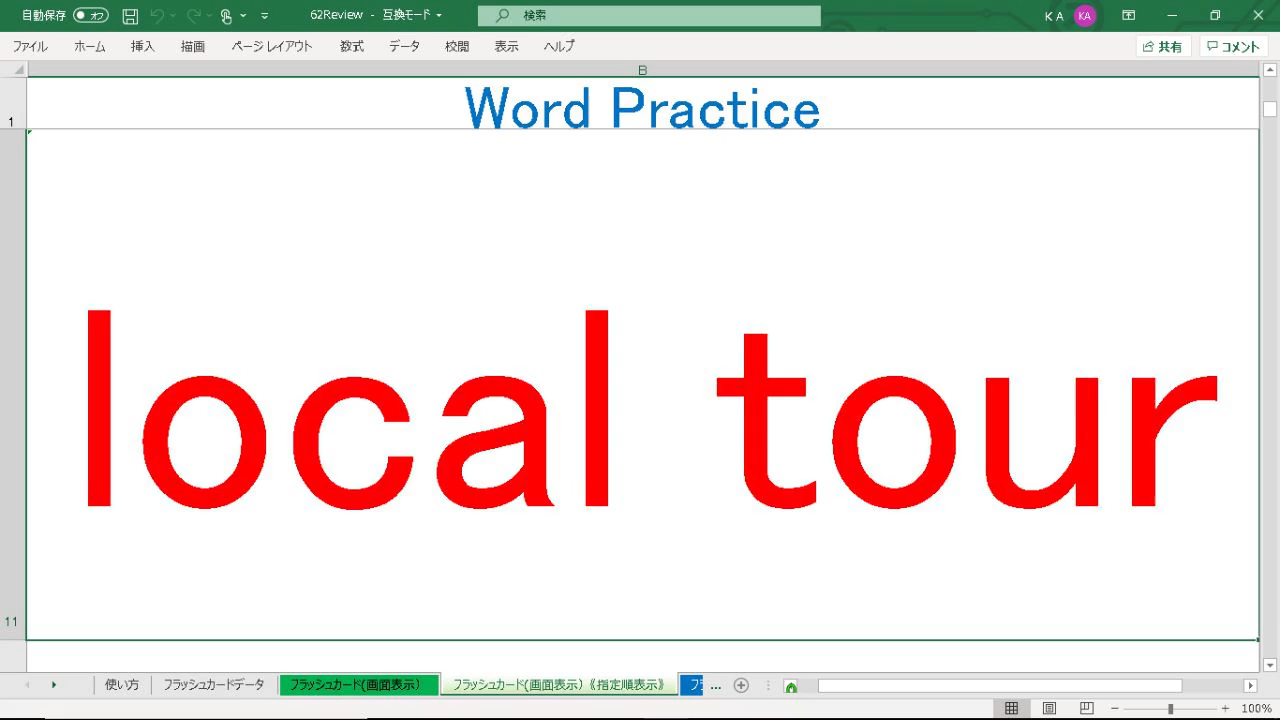 自動保存 オフ 62Review - 互換モード 検索 K A KA
ファイル ホーム 挿入 描画 ページ レイアウト 数式 データ 校閲 表示 ヘルプ 共有 コメント
B
1 Word Practice
local tour
11
使い方 フラッシュカードデータ フラッシュカード(画面表示) フラッシュカード(画面表示)《指定順表示》 フラ ...
100%